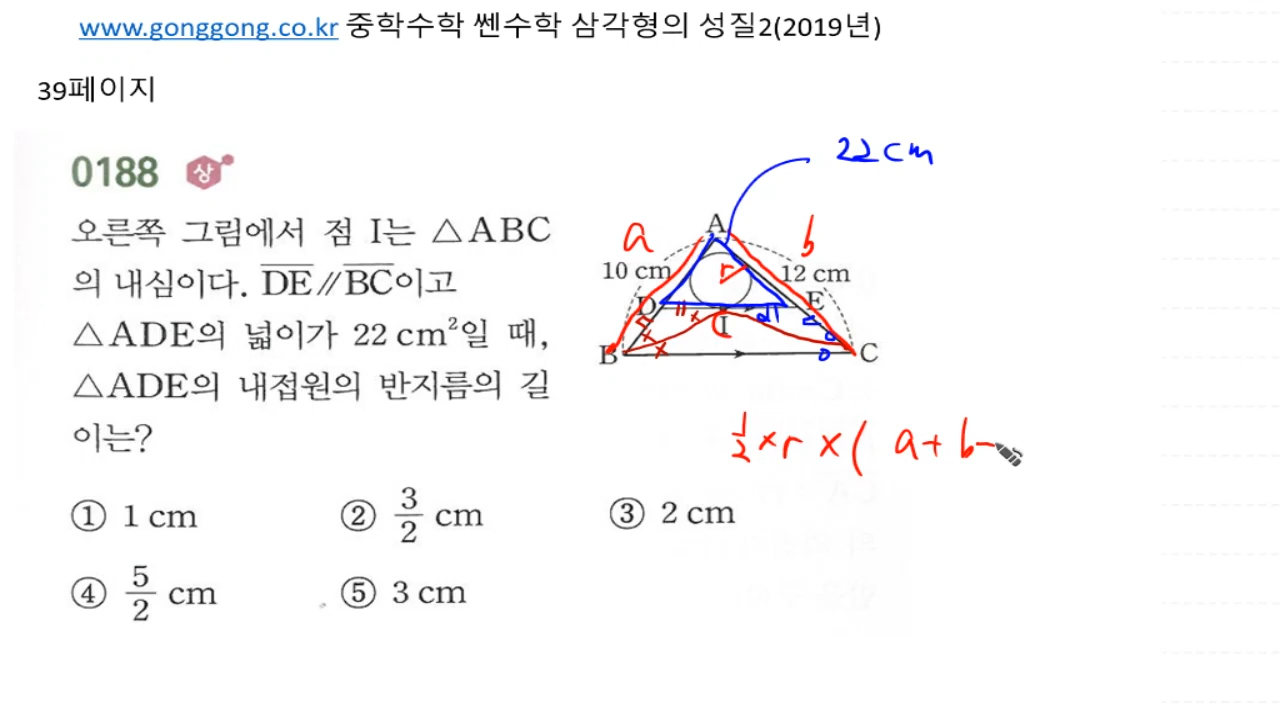 www.gonggong.co.kr 중학수학 쎈수학 삼각형의 성질2(2019년)
39페이지
0188 상
오른쪽 그림에서 점 I는 △ABC
의 내심이다. DE∥BC이고
△ADE의 넓이가 22 cm²일 때,
△ADE의 내접원의 반지름의 길
이는?
① 1 cm
② 3/2 cm
③ 2 cm
④ 5/2 cm
⑤ 3 cm
22cm
a
A
b
10 cm
r
12 cm
D
E
I
B
C
1/2 × r × ( a + b